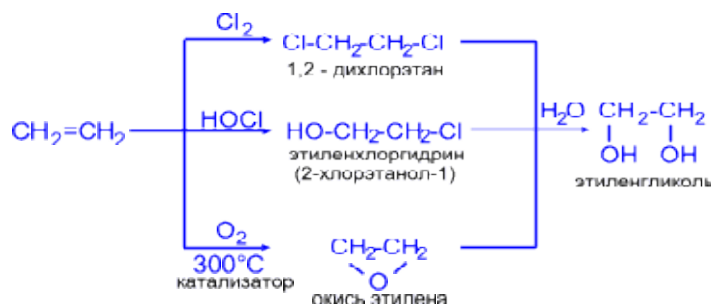 Cl2
Cl-CH2-CH2-Cl
1,2 - дихлорэтан
CH2=CH2
HOCl
HO-CH2-CH2-Cl
H2O
CH2-CH2
OH OH
этиленхлоргидрин
(2-хлорэтанол-1)
этиленгликоль
O2
300°C
катализатор
CH2-CH2
O
окись этилена